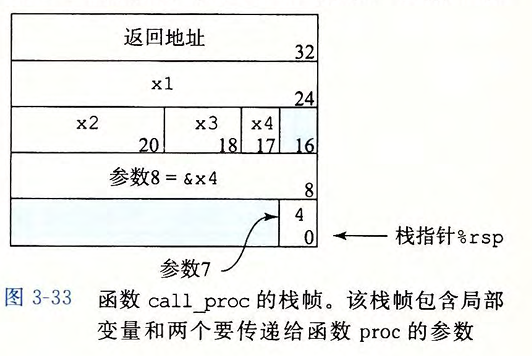 返回地址
32
x1
24
x2 x3 x4
20 18 17 16
参数8 = &x4
8
4
0
栈指针%rsp
参数7
图 3-33 函数 call_proc 的栈帧。该栈帧包含局部
变量和两个要传递给函数 proc 的参数